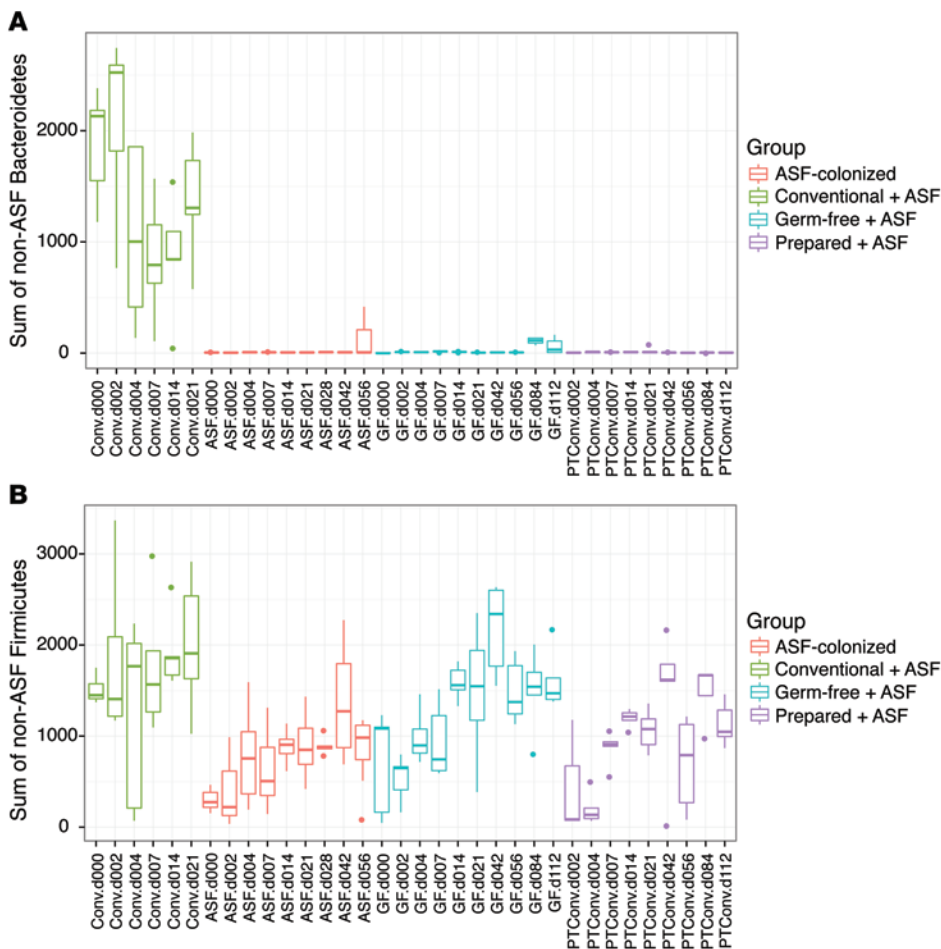 A
Sum of non-ASF Bacteroidetes
2000
1000
0
Conv.d000
Conv.d002
Conv.d004
Conv.d007
Conv.d014
Conv.d021
ASF.d000
ASF.d002
ASF.d004
ASF.d007
ASF.d014
ASF.d021
ASF.d028
ASF.d042
ASF.d056
GF.d000
GF.d002
GF.d004
GF.d007
GF.d014
GF.d021
GF.d042
GF.d056
GF.d084
GF.d112
PTConv.d002
PTConv.d004
PTConv.d007
PTConv.d014
PTConv.d021
PTConv.d042
PTConv.d056
PTConv.d084
PTConv.d112
Group
ASF-colonized
Conventional + ASF
Germ-free + ASF
Prepared + ASF
B
Sum of non-ASF Firmicutes
3000
2000
1000
0
Conv.d000
Conv.d002
Conv.d004
Conv.d007
Conv.d014
Conv.d021
ASF.d000
ASF.d002
ASF.d004
ASF.d007
ASF.d014
ASF.d021
ASF.d028
ASF.d042
ASF.d056
GF.d000
GF.d002
GF.d004
GF.d007
GF.d014
GF.d021
GF.d042
GF.d056
GF.d084
GF.d112
PTConv.d002
PTConv.d004
PTConv.d007
PTConv.d014
PTConv.d021
PTConv.d042
PTConv.d056
PTConv.d084
PTConv.d112
Group
ASF-colonized
Conventional + ASF
Germ-free + ASF
Prepared + ASF